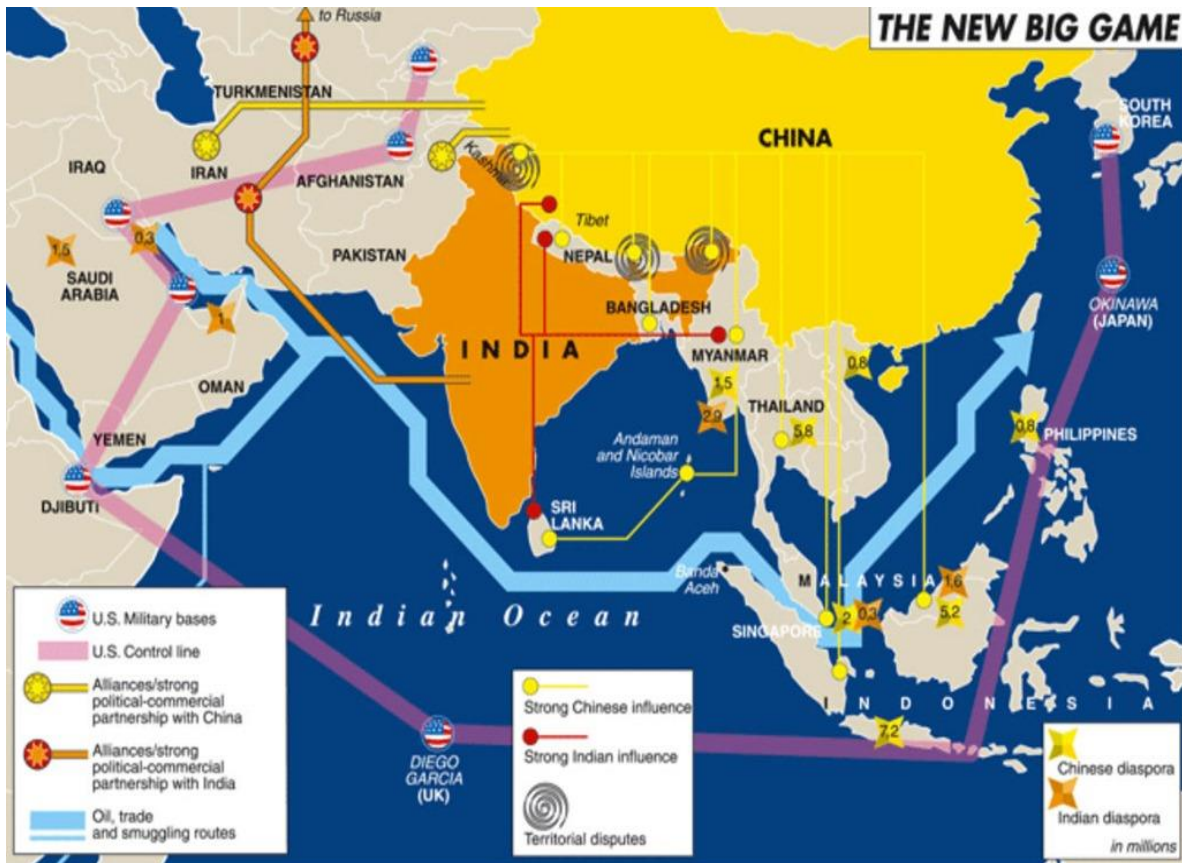 THE NEW BIG GAME
to Russia
TURKMENISTAN
SOUTH
KOREA
CHINA
IRAQ
IRAN
AFGHANISTAN
Kashmir
Tibet
PAKISTAN
NEPAL
0,3
1,5
SAUDI
ARABIA
1
BANGLADESH
OKINAWA
(JAPAN)
INDIA
MYANMAR
OMAN
1.5
2,9
THAILAND
5,8
0,8
0,8
PHILIPPINES
YEMEN
Andaman
and Nicobar
Islands
DJIBUTI
SRI
LANKA
Banda
Aceh
MALAYSIA
1,6
5,2
Indian Ocean
SINGAPORE
2
0,3
INDONESIA
7,2
DIEGO
GARCIA
(UK)
U.S. Military bases
U.S. Control line
Alliances/strong
political-commercial
partnership with China
Alliances/strong
political-commercial
partnership with India
Oil, trade
and smuggling routes
Strong Chinese influence
Strong Indian influence
Territorial disputes
Chinese diaspora
Indian diaspora
in millions